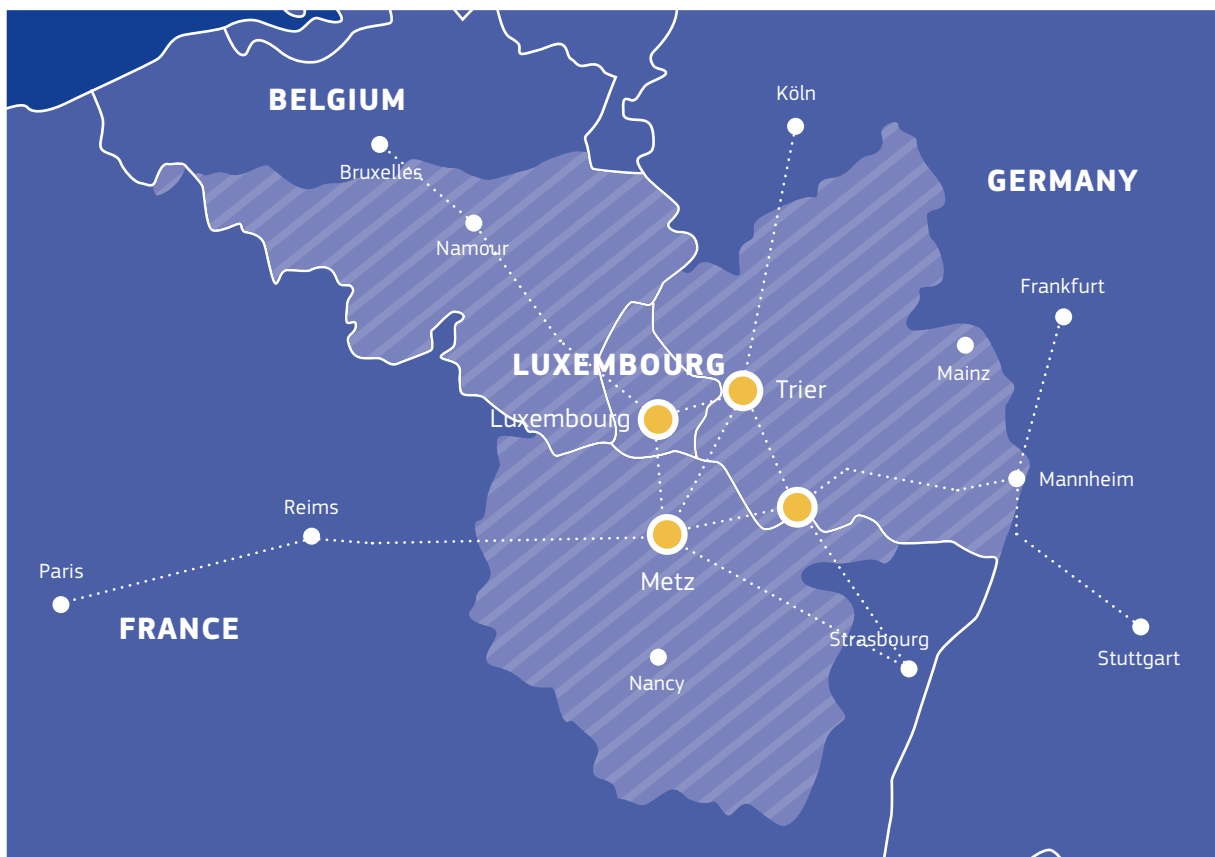 Köln
BELGIUM
Bruxelles
GERMANY
Namour
Frankfurt
LUXEMBOURG
Mainz
Trier
Luxembourg
Mannheim
Reims
Paris
Metz
FRANCE
Strasbourg
Stuttgart
Nancy